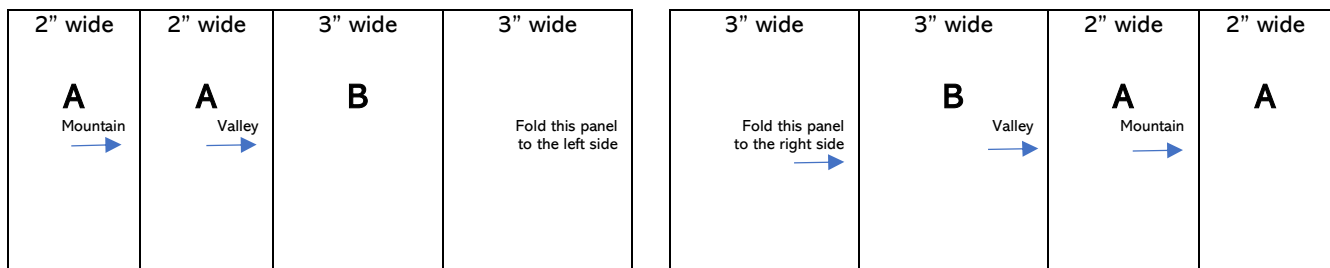 2” wide 2” wide 3” wide 3” wide 3” wide 3” wide 2” wide 2” wide
A A B B A A
Mountain Valley Fold this panel Fold this panel Valley Mountain
to the left side to the right side